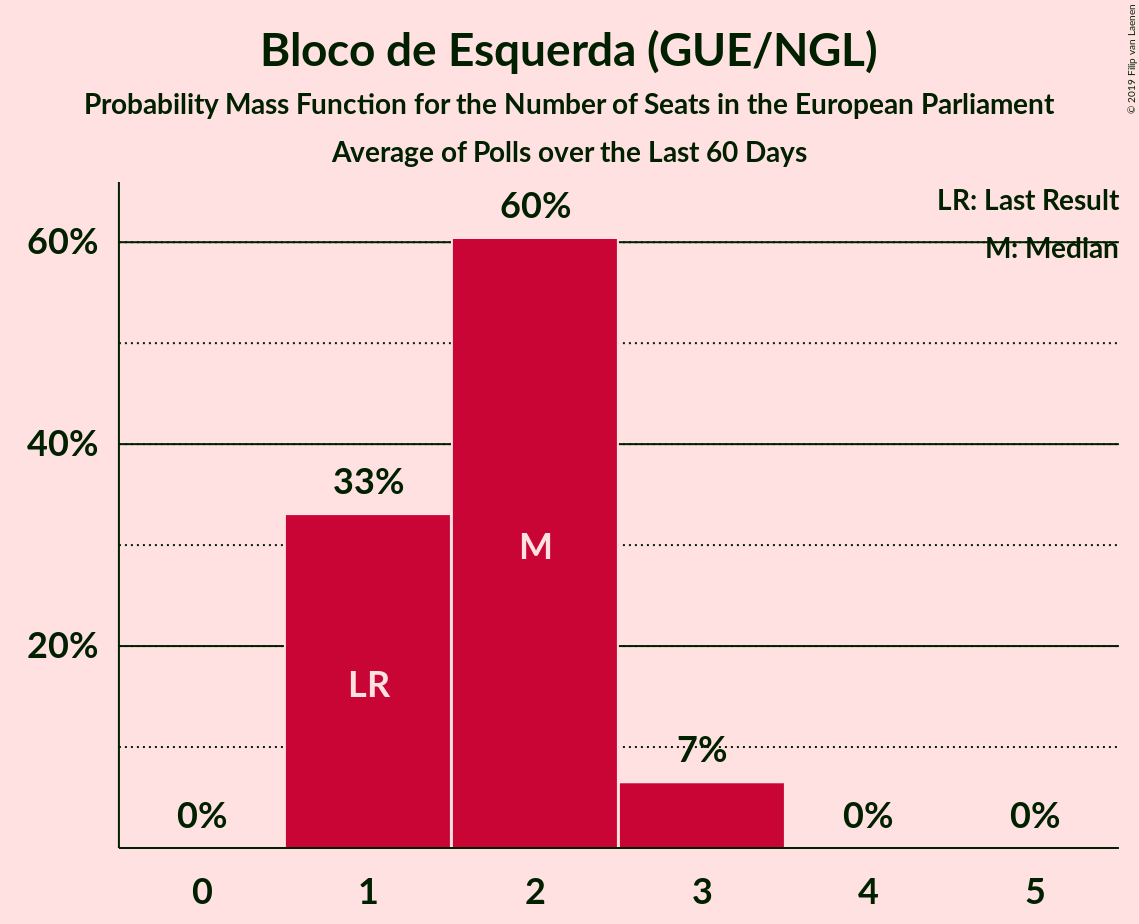 Bloco de Esquerda (GUE/NGL)
Probability Mass Function for the Number of Seats in the European Parliament
Average of Polls over the Last 60 Days
© 2019 Filip van Laenen
LR: Last Result
M: Median
60%
40%
20%
0%
33%
60%
7%
0%
0%
LR
M
0
1
2
3
4
5